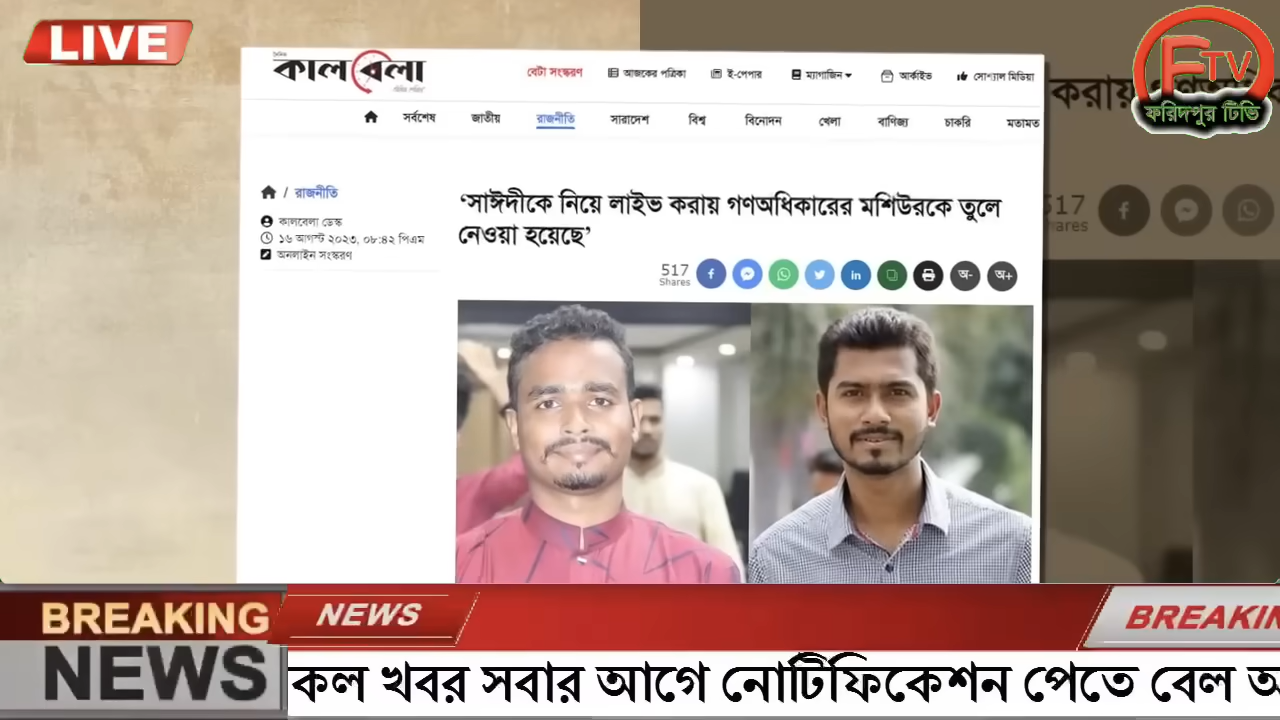 LIVE
FTV
ফরিদপুর টিভি
কালবেলা
বেটা সংস্করণ
আজকের পত্রিকা
ই-পেপার
ম্যাগাজিন
আর্কাইভ
সোশ্যাল মিডিয়া
সর্বশেষ
জাতীয়
রাজনীতি
সারাদেশ
বিশ্ব
বিনোদন
খেলা
বাণিজ্য
চাকরি
মতামত
/ রাজনীতি
কালবেলা ডেস্ক
১৬ আগস্ট ২০২৩, ০৮:৪২ পিএম
অনলাইন সংস্করণ
‘সাঈদীকে নিয়ে লাইভ করায় গণঅধিকারের মশিউরকে তুলে
নেওয়া হয়েছে’
517
Shares
অ-
অ+
করায়
517
hares
BREAKING
NEWS
NEWS
BREAKIN
কল খবর সবার আগে নোটিফিকেশন পেতে বেল অ